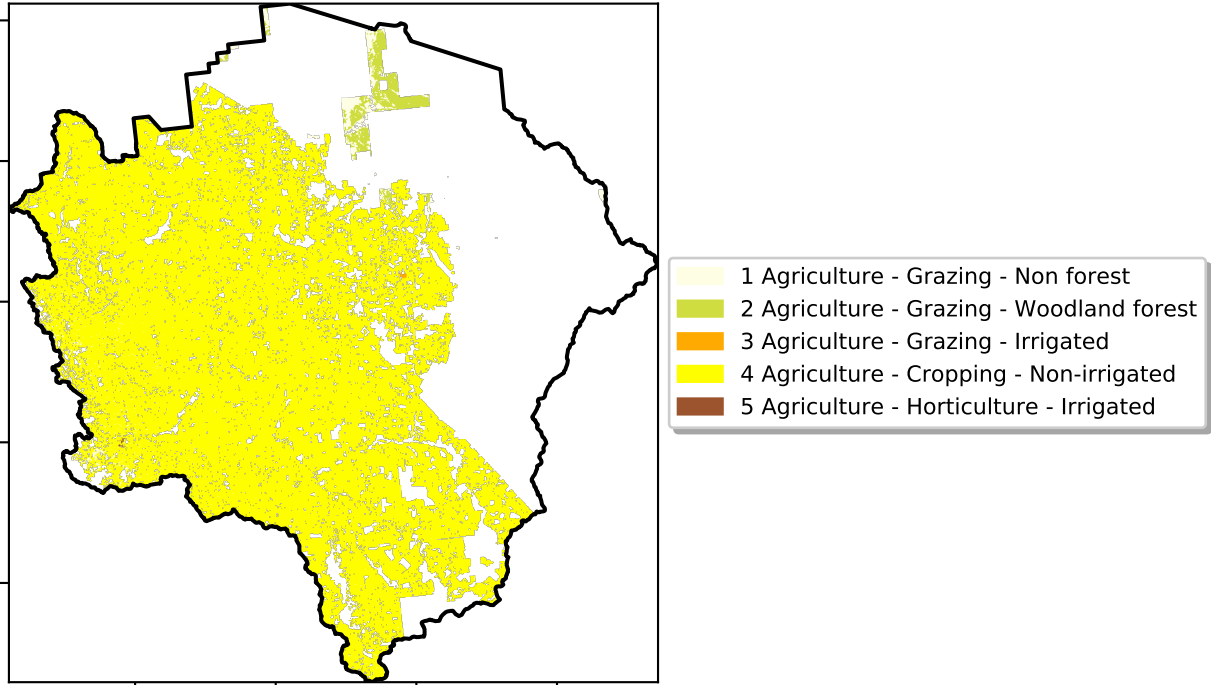 1 Agriculture - Grazing - Non forest
2 Agriculture - Grazing - Woodland forest
3 Agriculture - Grazing - Irrigated
4 Agriculture - Cropping - Non-irrigated
5 Agriculture - Horticulture - Irrigated